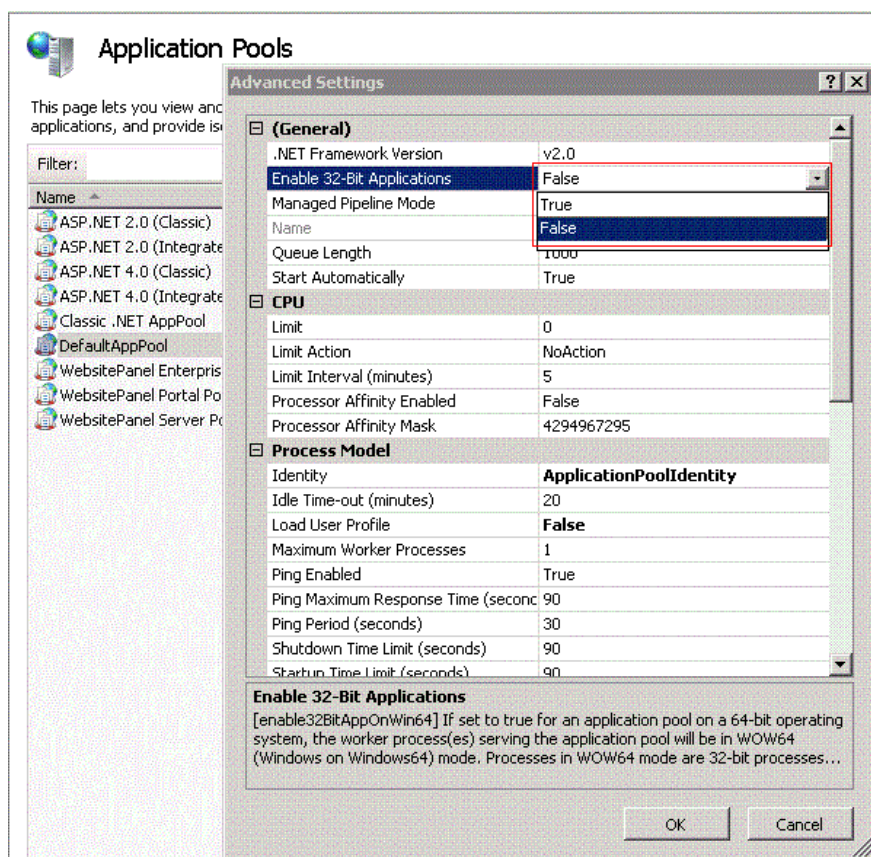 Application Pools
This page lets you view and
applications, and provide is
Filter:
Name
ASP.NET 2.0 (Classic)
ASP.NET 2.0 (Integrate
ASP.NET 4.0 (Classic)
ASP.NET 4.0 (Integrate
Classic .NET AppPool
DefaultAppPool
WebsitePanel Enterpris
WebsitePanel Portal Po
WebsitePanel Server Po
Advanced Settings
(General)
.NET Framework Version v2.0
Enable 32-Bit Applications False
Managed Pipeline Mode True
Name False
Queue Length 1000
Start Automatically True
CPU
Limit 0
Limit Action NoAction
Limit Interval (minutes) 5
Processor Affinity Enabled False
Processor Affinity Mask 4294967295
Process Model
Identity ApplicationPoolIdentity
Idle Time-out (minutes) 20
Load User Profile False
Maximum Worker Processes 1
Ping Enabled True
Ping Maximum Response Time (second 90
Ping Period (seconds) 30
Shutdown Time Limit (seconds) 90
Startup Time Limit (seconds) 90
Enable 32-Bit Applications
[enable32BitAppOnWin64] If set to true for an application pool on a 64-bit operating
system, the worker process(es) serving the application pool will be in WOW64
(Windows on Windows64) mode. Processes in WOW64 mode are 32-bit processes...
OK Cancel